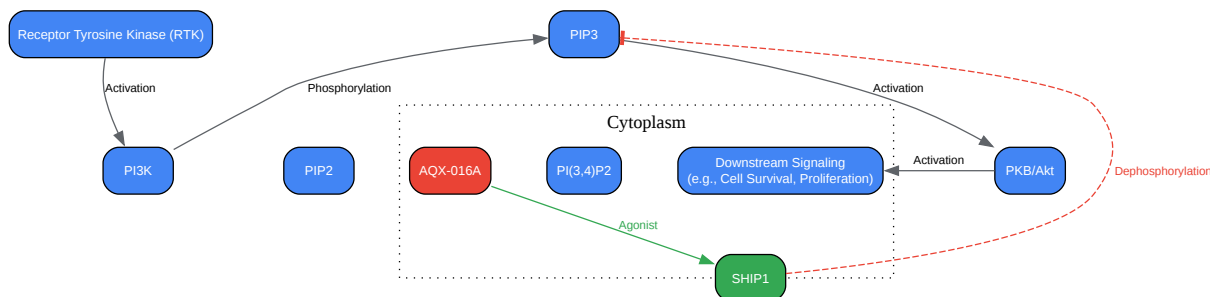 Receptor Tyrosine Kinase (RTK)
PIP3
Activation
Phosphorylation
Activation
Cytoplasm
PI3K
PIP2
AQX-016A
PI(3,4)P2
Downstream Signaling
(e.g., Cell Survival, Proliferation)
Activation
PKB/Akt
Dephosphorylation
Agonist
SHIP1